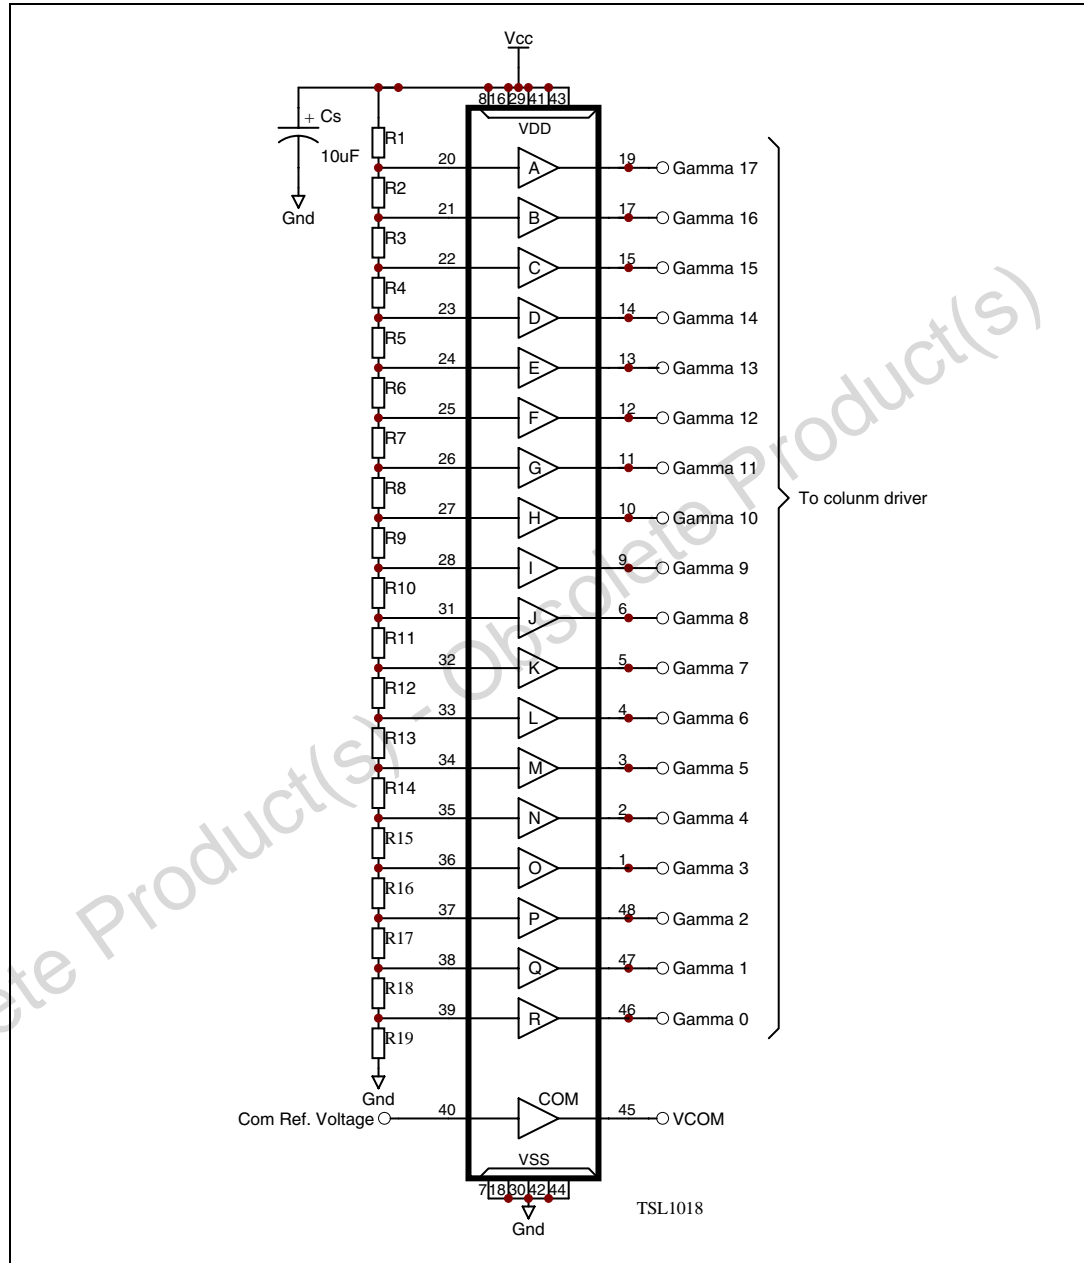 Vcc
8 16 29 41 43
+ Cs
10uF
Gnd
VDD
R1
20 A 19 Gamma 17
R2
21 B 17 Gamma 16
R3
22 C 15 Gamma 15
R4
23 D 14 Gamma 14
R5
24 E 13 Gamma 13
R6
25 F 12 Gamma 12
R7
26 G 11 Gamma 11
R8
27 H 10 Gamma 10
To colunm driver
R9
28 I 9 Gamma 9
R10
31 J 6 Gamma 8
R11
32 K 5 Gamma 7
R12
33 L 4 Gamma 6
R13
34 M 3 Gamma 5
R14
35 N 2 Gamma 4
R15
36 O 1 Gamma 3
R16
37 P 48 Gamma 2
R17
38 Q 47 Gamma 1
R18
39 R 46 Gamma 0
R19
Gnd
Com Ref. Voltage 40 COM 45 VCOM
VSS
7 18 30 42 44
Gnd
TSL1018
ete Product(s) - Obsolete Product(s)